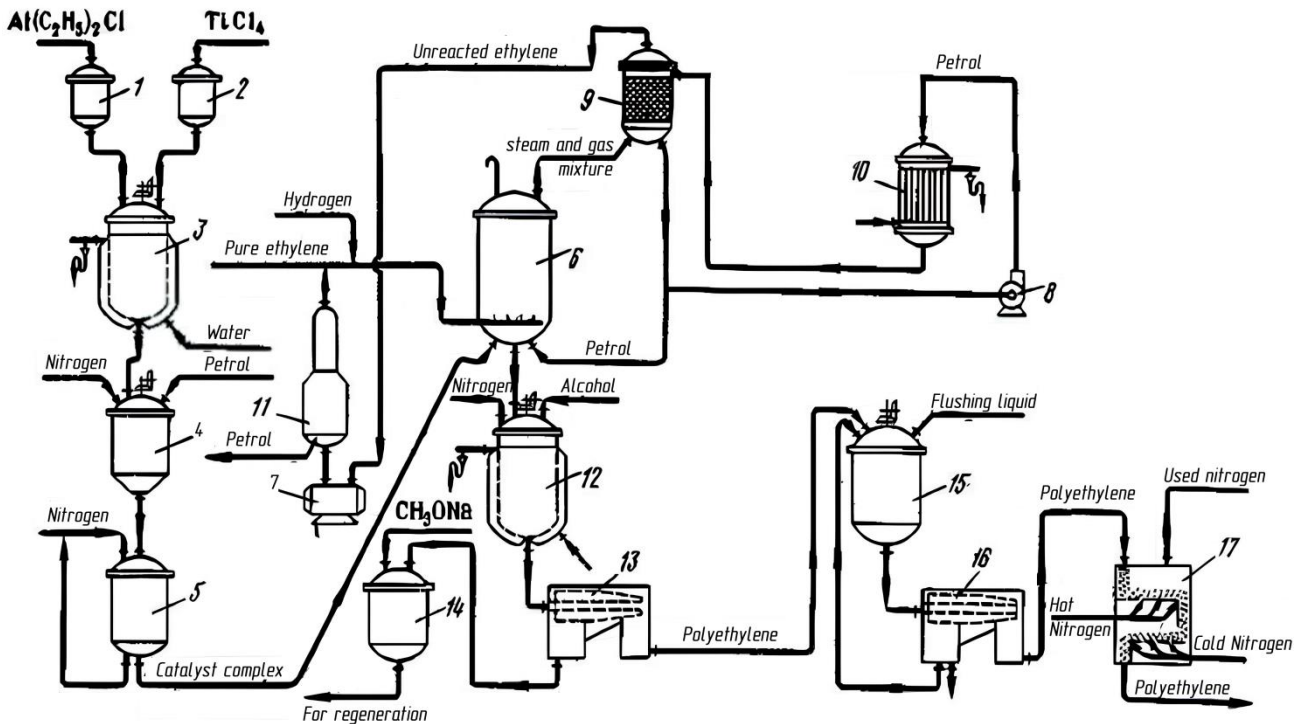 Al(C₂H₅)₂Cl
TiCl₄
1
2
Unreacted ethylene
9
Petrol
steam and gas
mixture
10
3
Hydrogen
Pure ethylene
6
8
Water
Petrol
Nitrogen
Petrol
11
Nitrogen
Alcohol
Flushing liquid
4
Petrol
7
12
15
Used nitrogen
Polyethylene
CH₃ONa
Nitrogen
5
14
13
16
17
Hot
Nitrogen
Cold Nitrogen
Polyethylene
Catalyst complex
For regeneration
Polyethylene